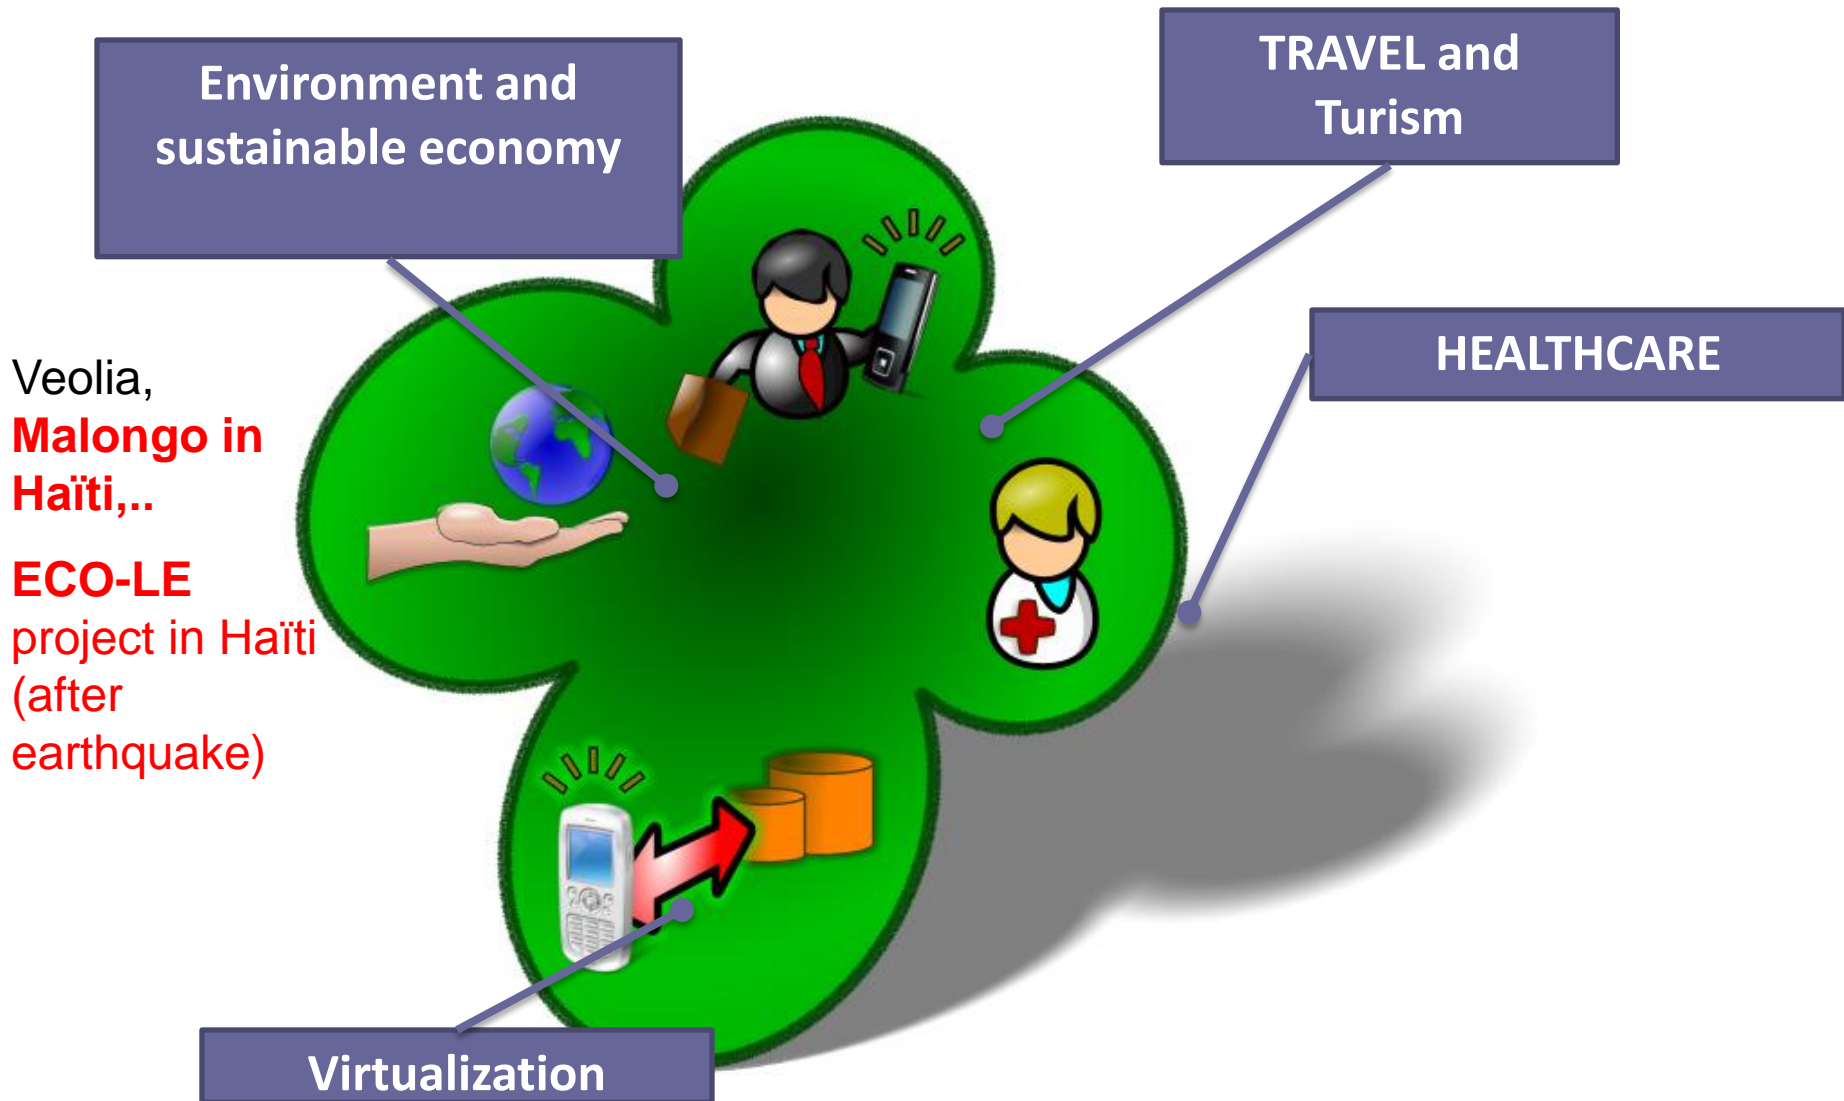 Environment and
sustainable economy
TRAVEL and
Turism
HEALTHCARE
Veolia,
Malongo in
Haïti,..
ECO-LE
project in Haïti
(after
earthquake)
Virtualization